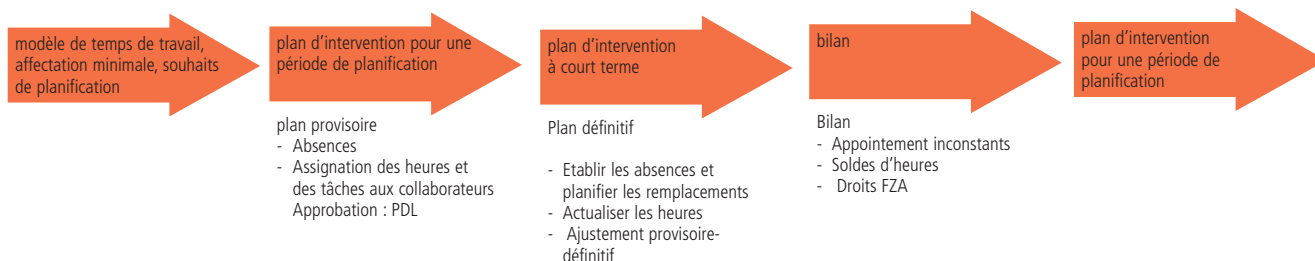 modèle de temps de travail,
affectation minimale, souhaits
de planification
plan d'intervention pour une
période de planification
plan provisoire
- Absences
- Assignation des heures et
des tâches aux collaborateurs
Approbation : PDL
plan d'intervention
à court terme
Plan définitif
- Etablir les absences et
planifier les remplacements
- Actualiser les heures
- Ajustement provisoire-
définitif
bilan
Bilan
- Appointement inconstants
- Soldes d'heures
- Droits FZA
plan d'intervention
pour une période de
planification